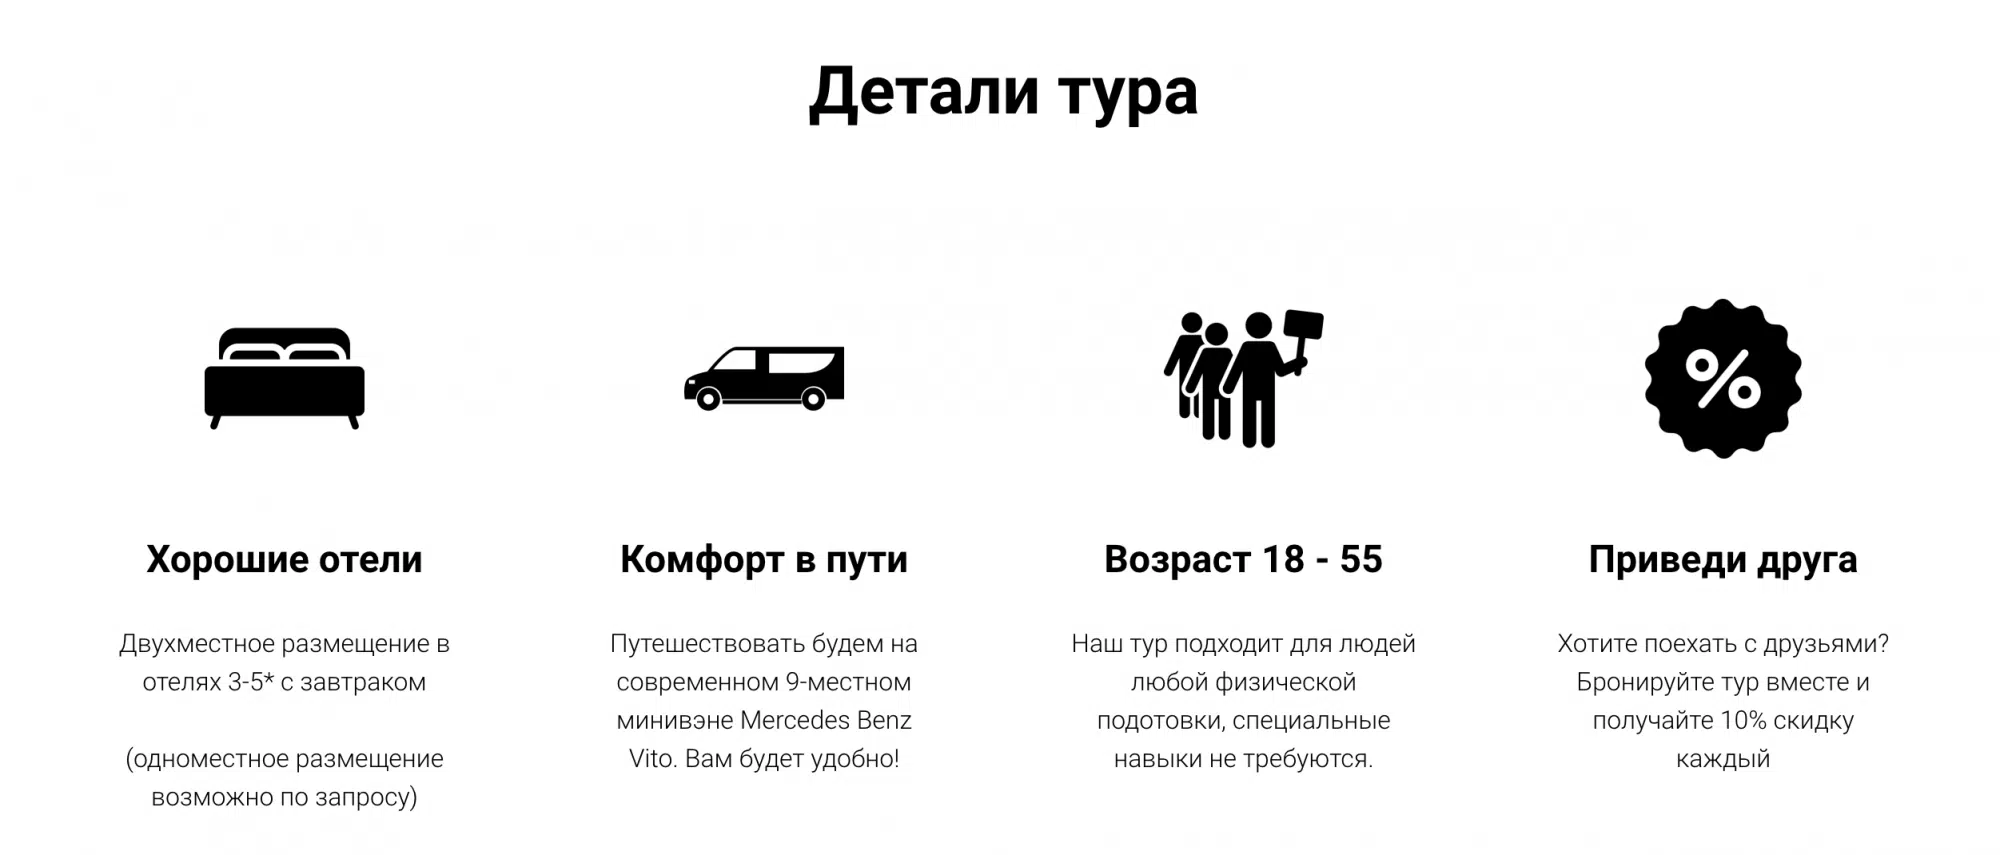 Детали тура
Хорошие отели
Двухместное размещение в
отелях 3-5* с завтраком
(одноместное размещение
возможно по запросу)
Комфорт в пути
Путешествовать будем на
современном 9-местном
минивэне Mercedes Benz
Vito. Вам будет удобно!
Возраст 18 - 55
Наш тур подходит для людей
любой физической
подотовки, специальные
навыки не требуются.
Приведи друга
Хотите поехать с друзьями?
Бронируйте тур вместе и
получайте 10% скидку
каждый